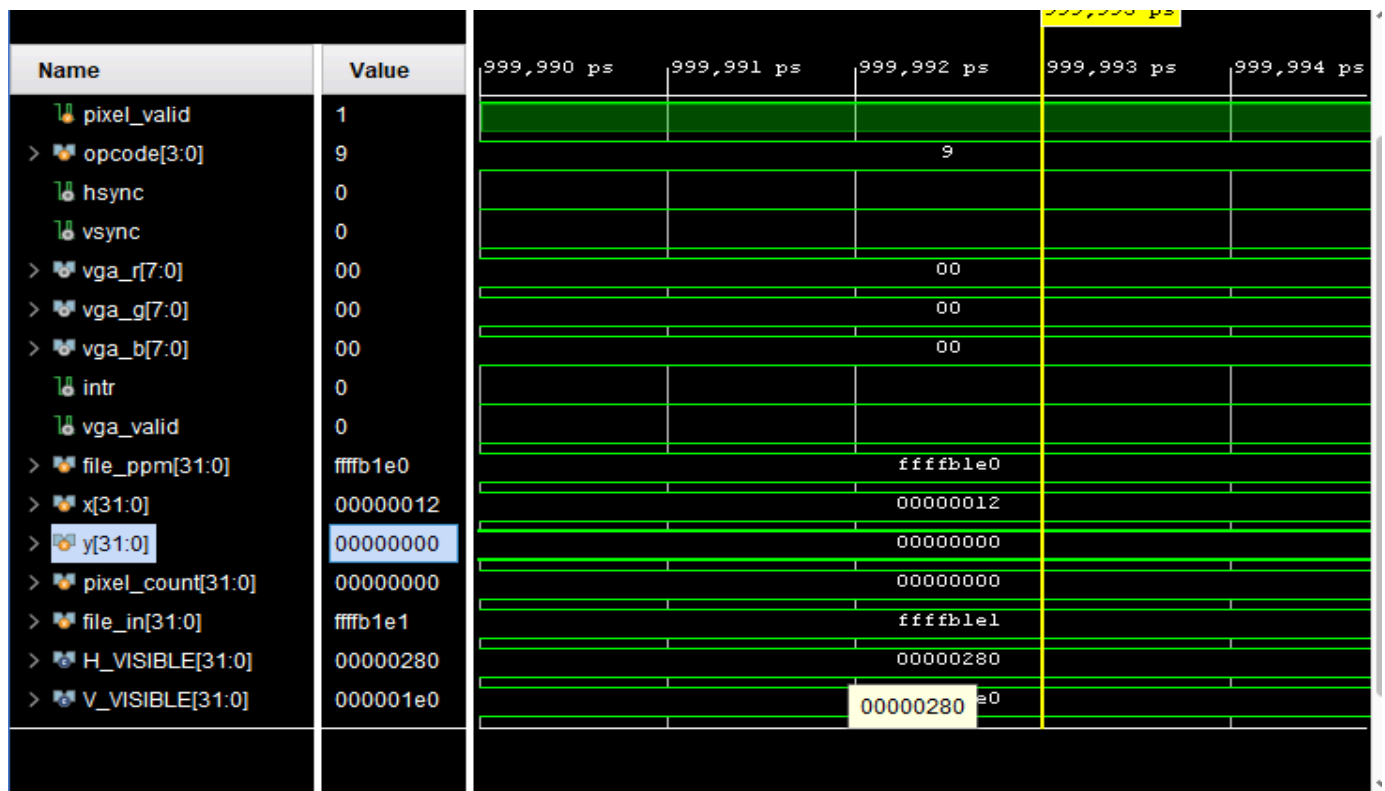 999,993 ps
Name Value 999,990 ps 999,991 ps 999,992 ps 999,993 ps 999,994 ps
pixel_valid 1
> opcode[3:0] 9 9
hsync 0
vsync 0
> vga_r[7:0] 00 00
> vga_g[7:0] 00 00
> vga_b[7:0] 00 00
intr 0
vga_valid 0
> file_ppm[31:0] ffffb1e0 ffffb1e0
> x[31:0] 00000012 00000012
> y[31:0] 00000000 00000000
> pixel_count[31:0] 00000000 00000000
> file_in[31:0] ffffb1e1 ffffb1e1
> H_VISIBLE[31:0] 00000280 00000280
> V_VISIBLE[31:0] 000001e0 e0
00000280